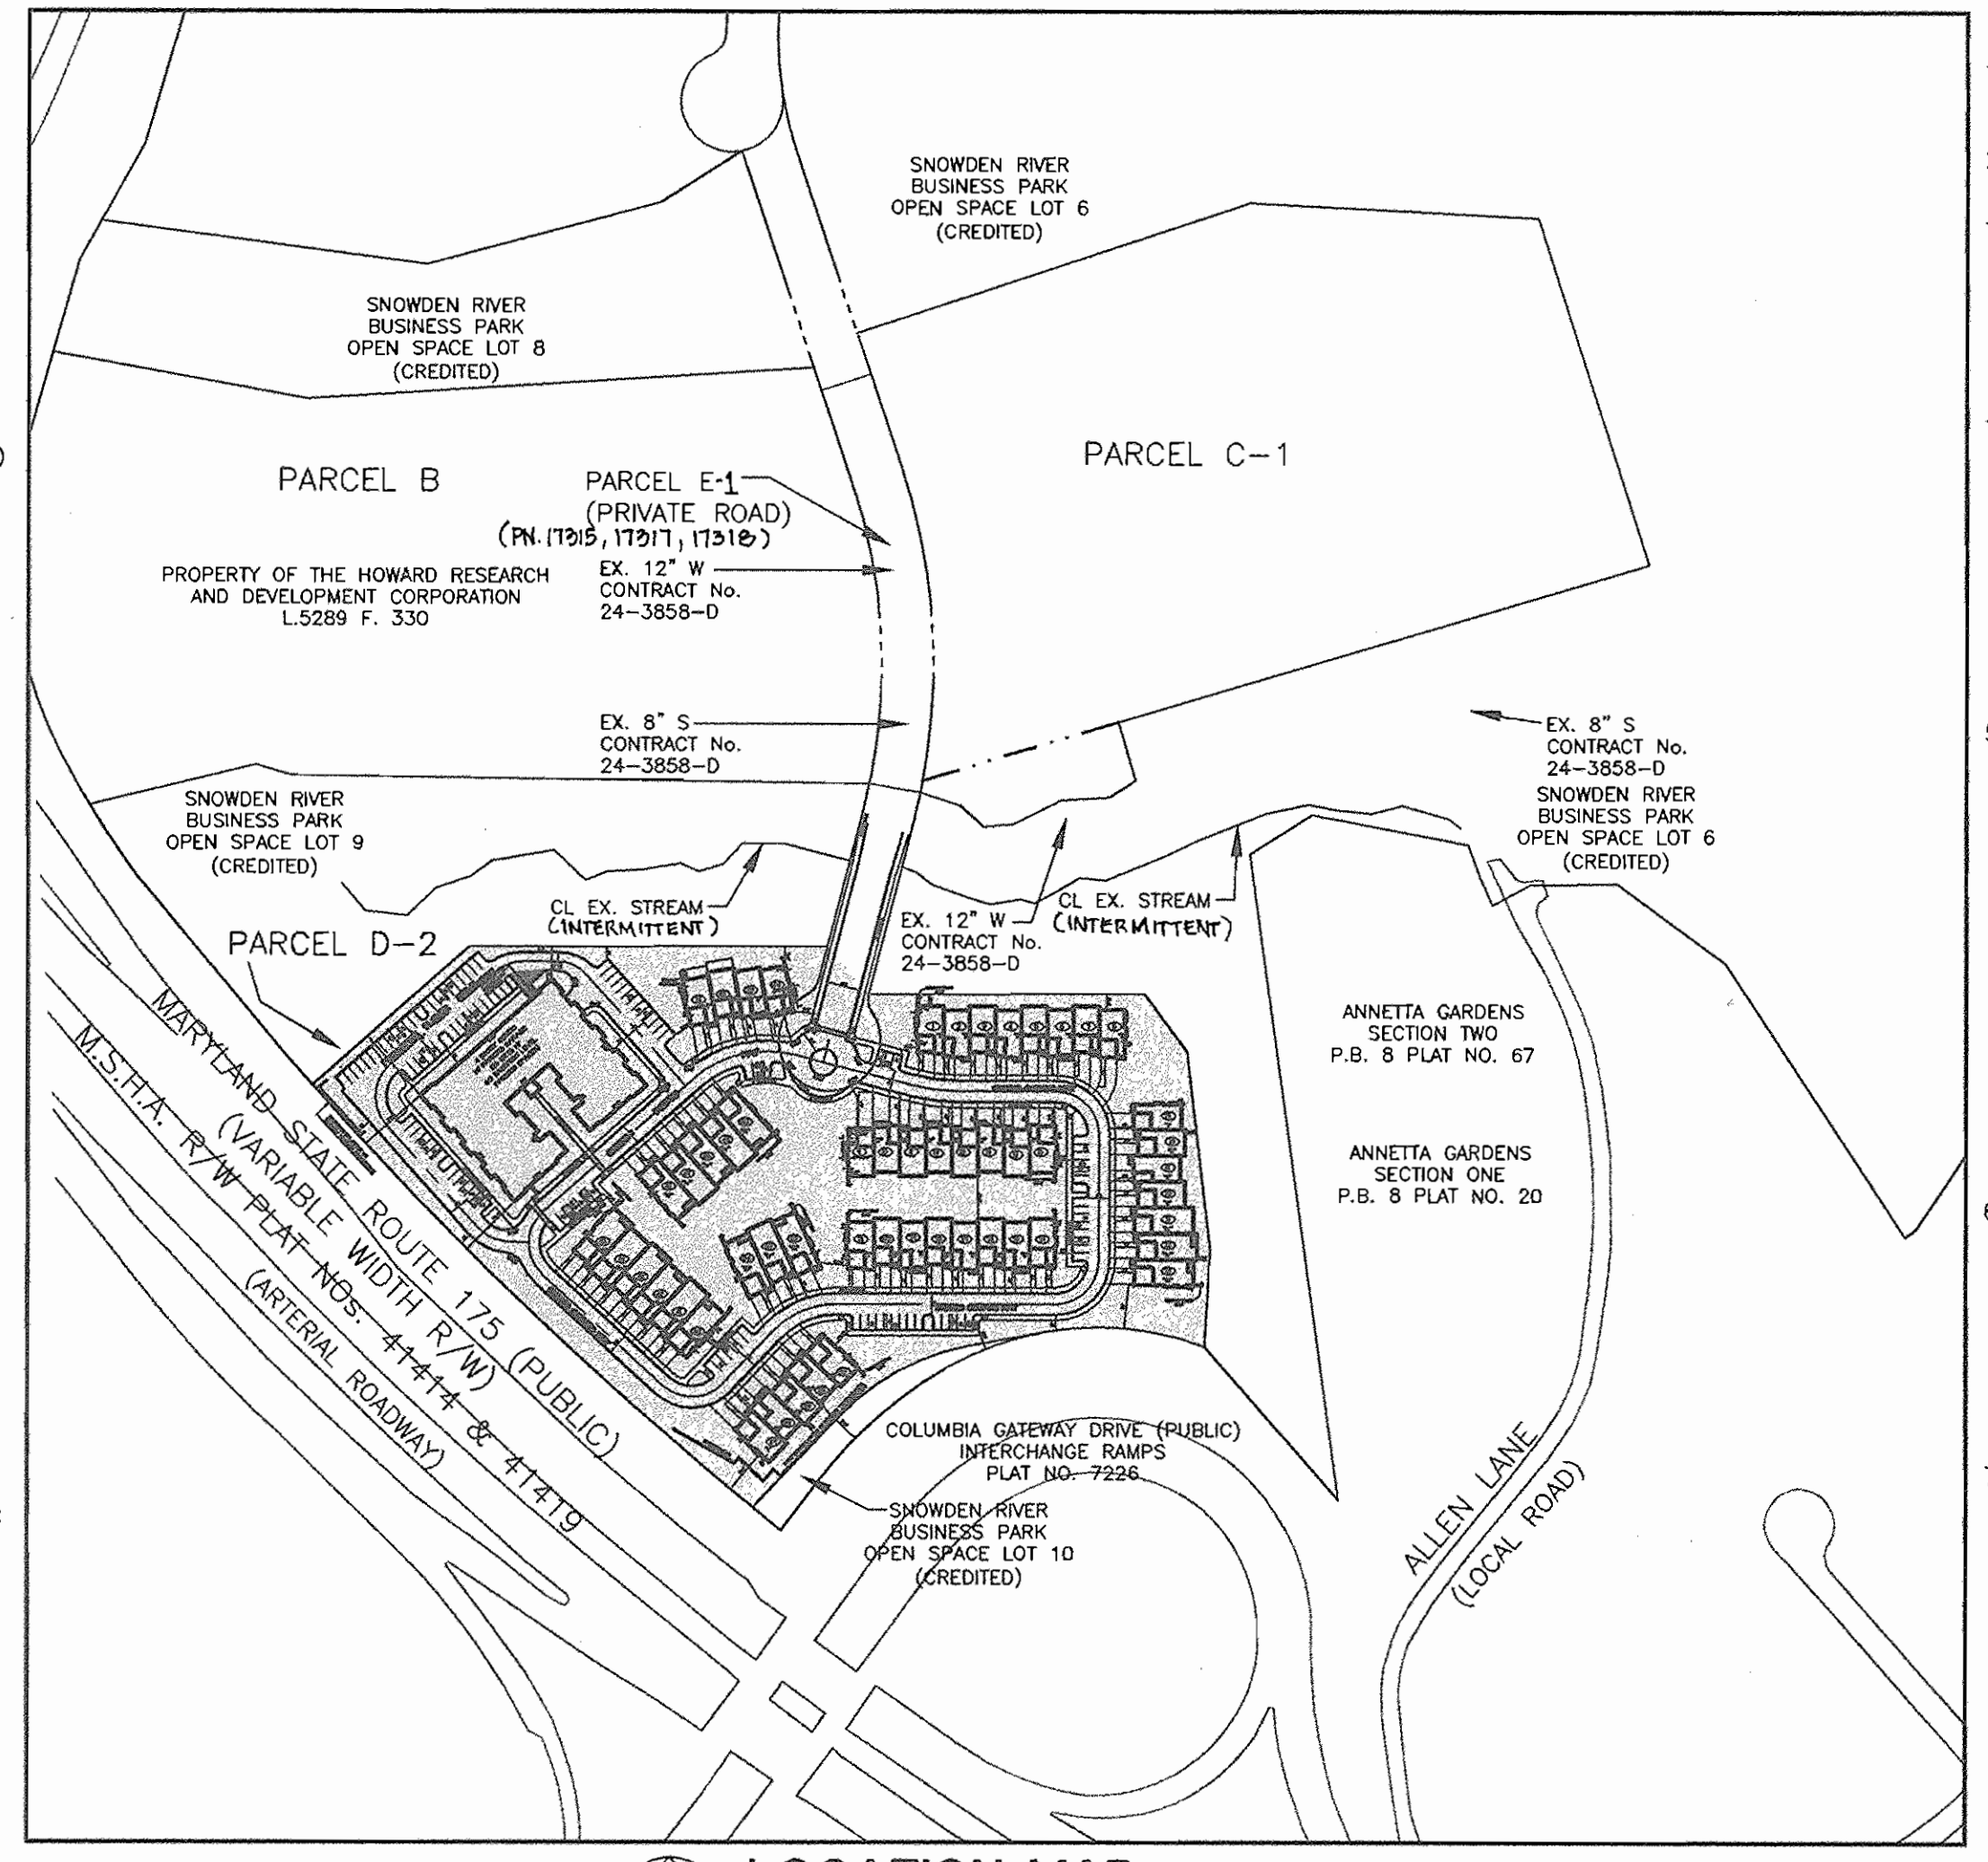 SNOWDEN RIVER
BUSINESS PARK
OPEN SPACE LOT 6
(CREDITED)
SNOWDEN RIVER
BUSINESS PARK
OPEN SPACE LOT 8
(CREDITED)
PARCEL C-1
PARCEL B
PARCEL E-1
(PRIVATE ROAD)
(PN. 17315, 17317, 17318)
PROPERTY OF THE HOWARD RESEARCH
AND DEVELOPMENT CORPORATION
L.5289 F. 330
EX. 12" W
CONTRACT No.
24-3858-D
EX. 8" S
CONTRACT No.
24-3858-D
EX. 8" S
CONTRACT No.
24-3858-D
SNOWDEN RIVER
BUSINESS PARK
OPEN SPACE LOT 6
(CREDITED)
SNOWDEN RIVER
BUSINESS PARK
OPEN SPACE LOT 9
(CREDITED)
CL EX. STREAM
(INTERMITTENT)
EX. 12" W
CONTRACT No.
24-3858-D
CL EX. STREAM
(INTERMITTENT)
PARCEL D-2
ANNETTA GARDENS
SECTION TWO
P.B. 8 PLAT NO. 67
ANNETTA GARDENS
SECTION ONE
P.B. 8 PLAT NO. 20
MARYLAND STATE ROUTE 175 (PUBLIC)
(VARIABLE WIDTH R/W)
M.S.H.A. R/W PLAT NOs. 41414 & 41419
(ARTERIAL ROADWAY)
COLUMBIA GATEWAY DRIVE (PUBLIC)
INTERCHANGE RAMPS
PLAT NO. 7226
SNOWDEN RIVER
BUSINESS PARK
OPEN SPACE LOT 10
(CREDITED)
ALLEN LANE
(LOCAL ROAD)
LOCATION MAP